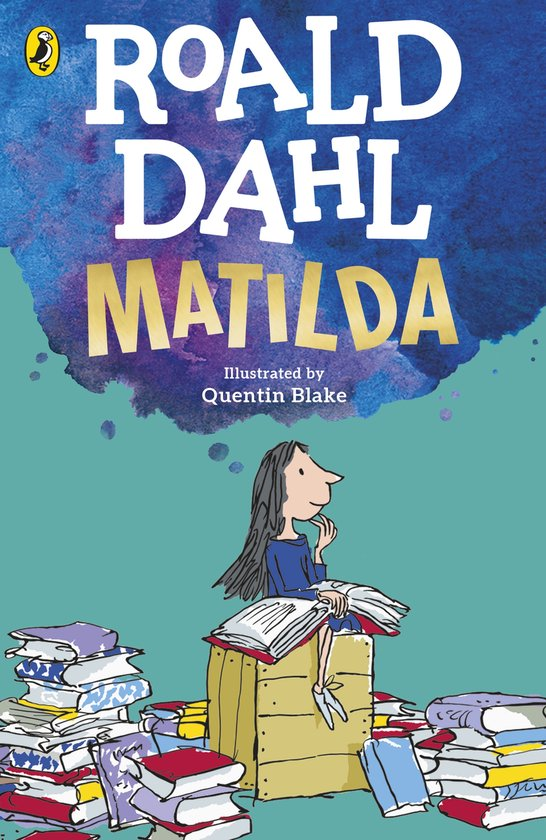 ROALD
DAHL
MATILDA
Illustrated by
Quentin Blake